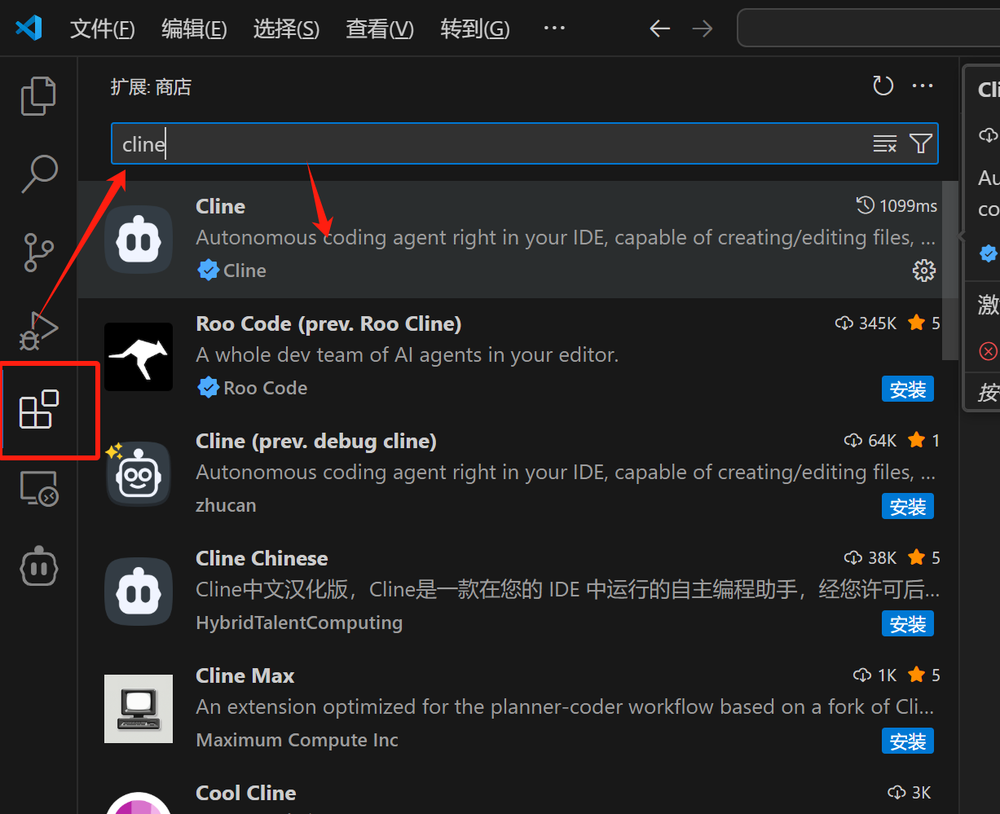 文件(F) 编辑(E) 选择(S) 查看(V) 转到(G) ···
扩展: 商店
cline
Cline 1099ms
Autonomous coding agent right in your IDE, capable of creating/editing files, ...
Cline
Roo Code (prev. Roo Cline) 345K 5
A whole dev team of AI agents in your editor.
Roo Code 安装
Cline (prev. debug cline) 64K 1
Autonomous coding agent right in your IDE, capable of creating/editing files, ...
zhucan 安装
Cline Chinese 38K 5
Cline中文汉化版，Cline是一款在您的 IDE 中运行的自主编程助手，经您许可后...
HybridTalentComputing 安装
Cline Max 1K 5
An extension optimized for the planner-coder workflow based on a fork of Cli...
Maximum Compute Inc 安装
Cool Cline 3K
Cli
Au
co
激
按